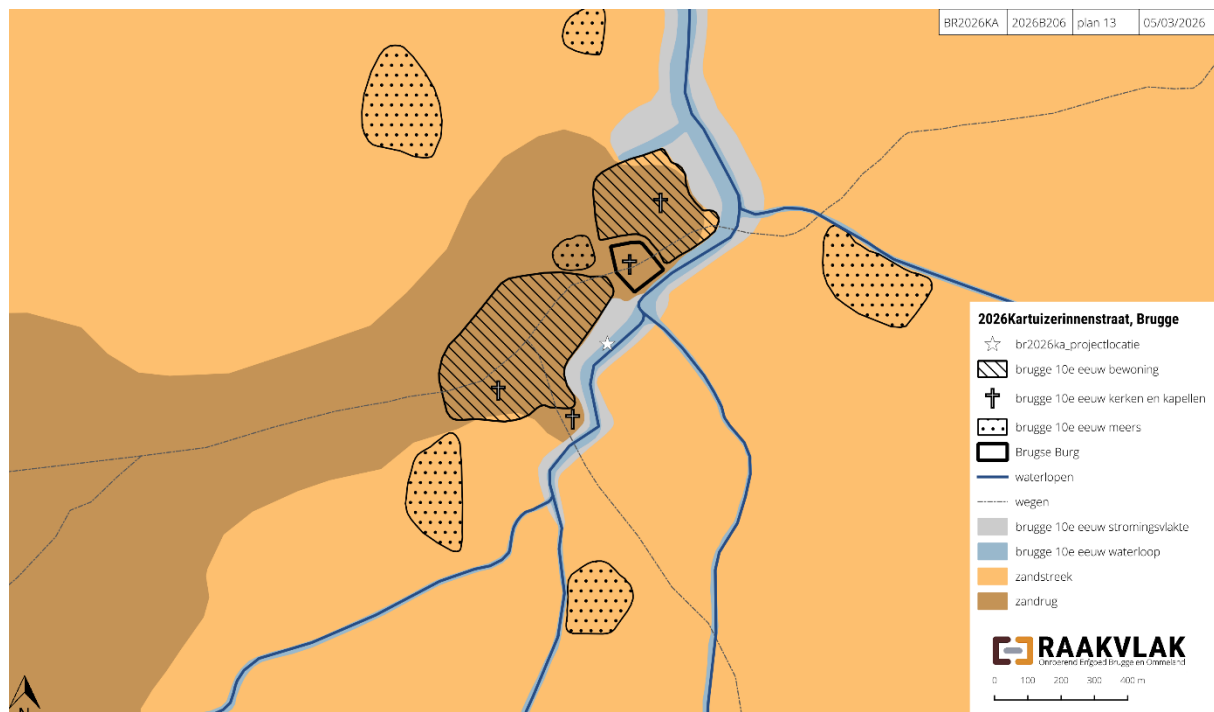 BR2026KA 2026B206 plan 13 05/03/2026
2026Kartuizerinnenstraat, Brugge
br2026ka_projectlocatie
brugge 10e eeuw bewoning
brugge 10e eeuw kerken en kapellen
brugge 10e eeuw meers
Brugse Burg
waterlopen
wegen
brugge 10e eeuw stromingsvlakte
brugge 10e eeuw waterloop
zandstreek
zandrug
RAAKVLAK
Onroerend Erfgoed Brugge en Ommeland
0 100 200 300 400 m
N